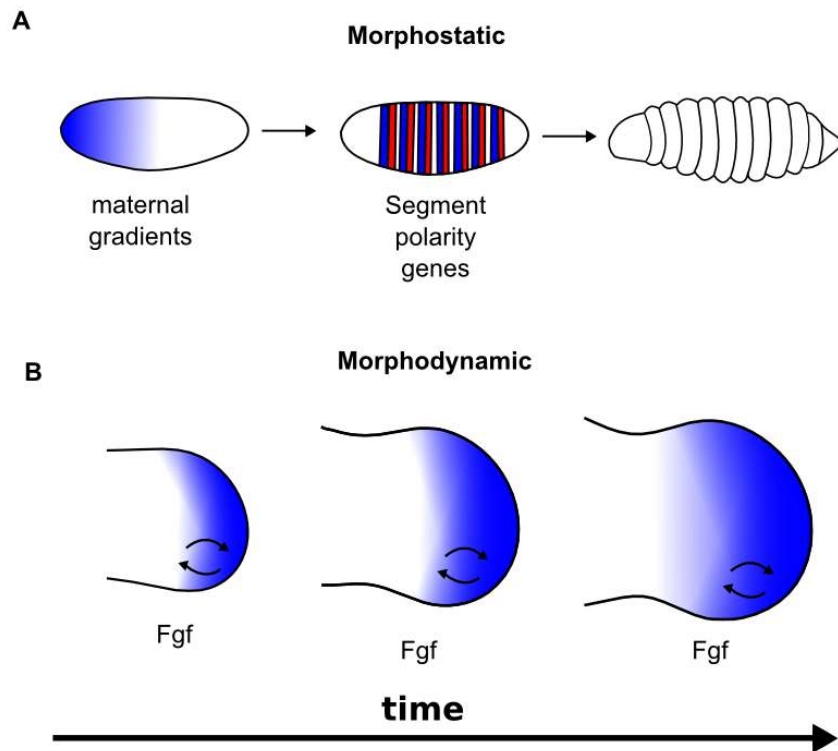 A
Morphostatic
maternal
gradients
Segment
polarity
genes
B
Morphodynamic
Fgf
Fgf
Fgf
time